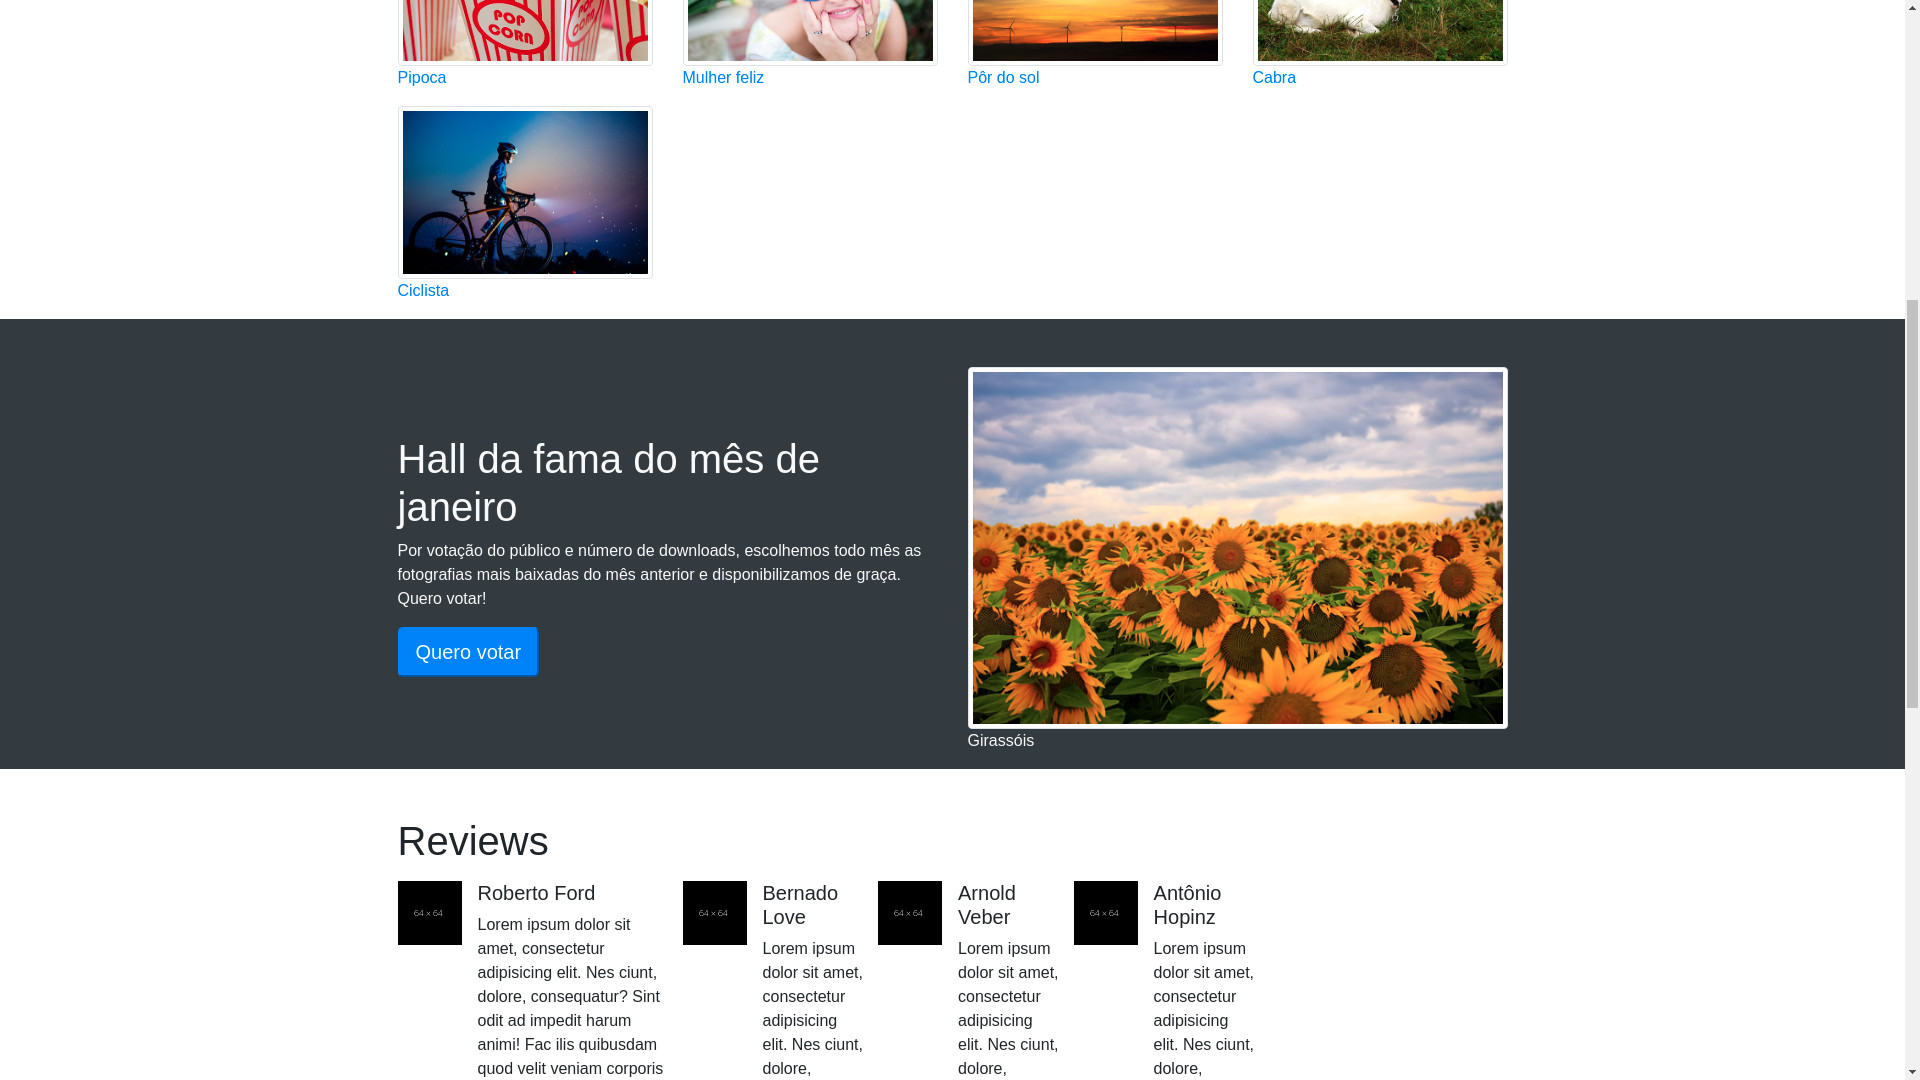 POP
CORN
Pipoca
Mulher feliz
Pôr do sol
Cabra
Ciclista
Hall da fama do mês de
janeiro
Por votação do público e número de downloads, escolhemos todo mês as
fotografias mais baixadas do mês anterior e disponibilizamos de graça.
Quero votar!
Quero votar
Girassóis
Reviews
64 × 64
Roberto Ford
Lorem ipsum dolor sit
amet, consectetur
adipisicing elit. Nes ciunt,
dolore, consequatur? Sint
odit ad impedit harum
animi! Fac ilis quibusdam
quod velit veniam corporis
64 × 64
Bernado
Love
Lorem ipsum
dolor sit amet,
consectetur
adipisicing
elit. Nes ciunt,
dolore,
64 × 64
Arnold
Veber
Lorem ipsum
dolor sit amet,
consectetur
adipisicing
elit. Nes ciunt,
dolore,
64 × 64
Antônio
Hopinz
Lorem ipsum
dolor sit amet,
consectetur
adipisicing
elit. Nes ciunt,
dolore,